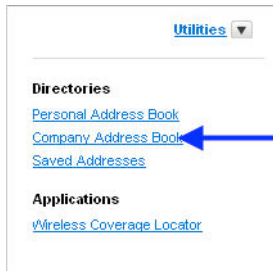 Utilities
Directories
Personal Address Book
Company Address Book
Saved Addresses
Applications
Wireless Coverage Locator